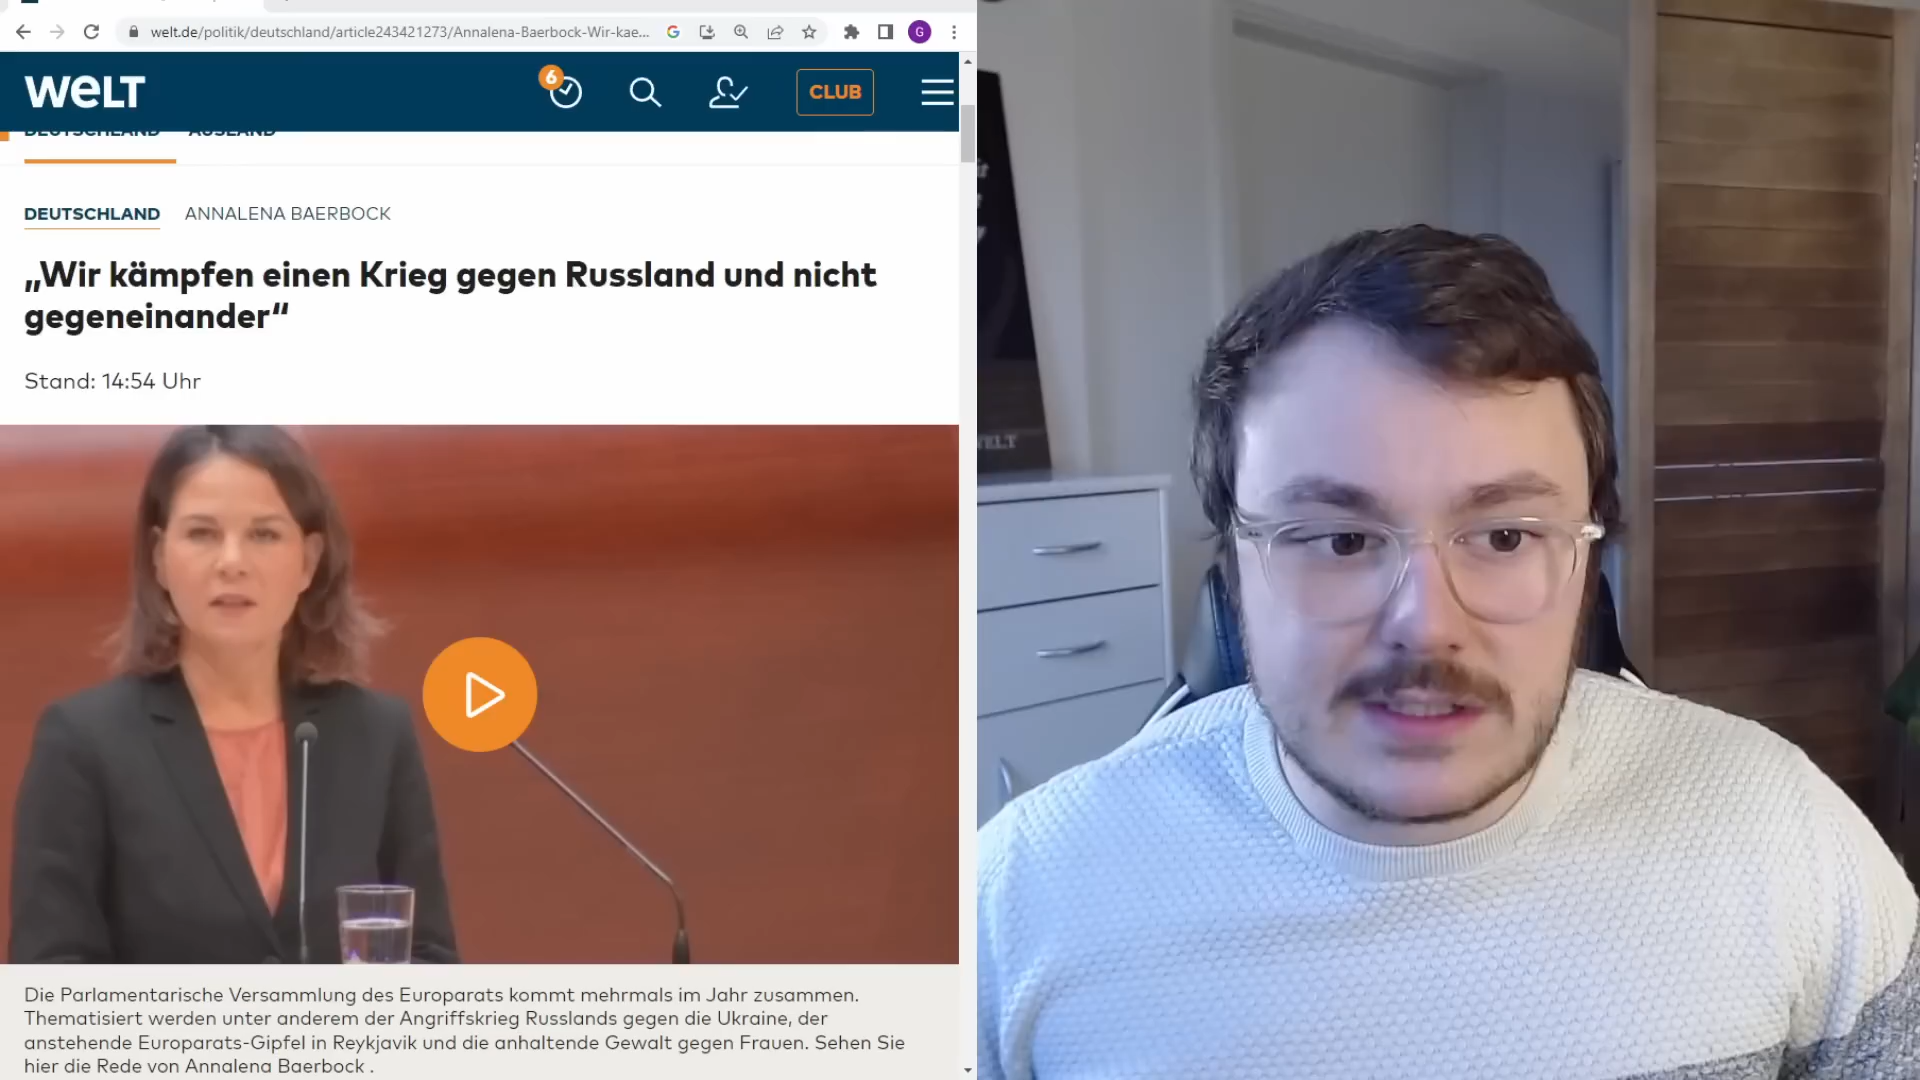 welt.de/politik/deutschland/article243421273/Annalena-Baerbock-Wir-kae...
G
G
WELT
6
CLUB
DEUTSCHLAND AUSLAND
DEUTSCHLAND ANNALENA BAERBOCK
„Wir kämpfen einen Krieg gegen Russland und nicht
gegeneinander“
Stand: 14:54 Uhr
Die Parlamentarische Versammlung des Europarats kommt mehrmals im Jahr zusammen.
Thematisiert werden unter anderem der Angriffskrieg Russlands gegen die Ukraine, der
anstehende Europarats-Gipfel in Reykjavik und die anhaltende Gewalt gegen Frauen. Sehen Sie
hier die Rede von Annalena Baerbock .